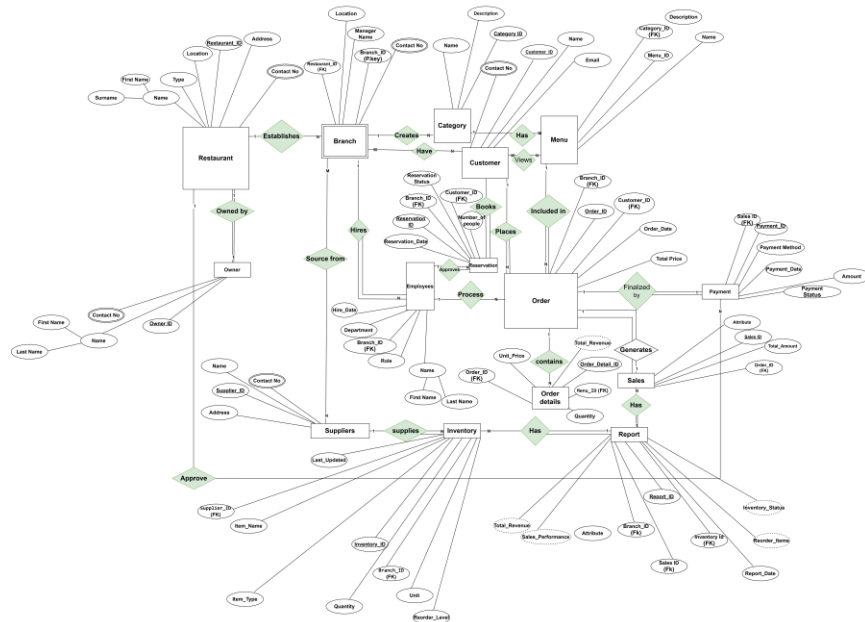 Location
Manager
Name
Branch_ID
(P.key)
Contact No
Restaurant_ID
(FK)
Description
Category ID
Name
Customer_ID
Contact No
Name
Email
Category_ID
(FK)
Description
Menu_ID
Name
Location
Restaurant_ID
Address
Type
Contact No
First Name
Surname
Name
Restaurant
Establishes
Branch
Creates
Category
Has
Menu
Have
Customer
Views
Owned by
Owner
Contact No
Owner ID
First Name
Last Name
Name
Hires
Source from
Reservation
Status
Branch_ID
(FK)
Customer_ID
(FK)
Reservation
ID
Number_of
people
Reservation_Date
Books
Reservation
Approves
Places
Included in
Branch_ID
(FK)
Customer_ID
(FK)
Order_ID
Order_Date
Total Price
Employees
Process
Order
Finalized
by
Payment
Sales ID
(FK)
Payment_ID
Payment Method
Payment_Date
Amount
Payment
Status
Hire_Date
Department
Branch_ID
(FK)
Role
Name
First Name
Last Name
contains
Total_Revenue
Unit_Price
Order_Detail_ID
Order_ID
(FK)
Menu_ID (FK)
Quantity
Order
details
Generates
Sales
Attribute
Sales ID
Total_Amount
Order_ID
(FK)
Has
Name
Contact No
Supplier_ID
Address
Suppliers
supplies
Inventory
Has
Report
Approve
Last_Updated
Supplier_ID
(FK)
Item_Name
Item_Type
Quantity
Inventory_ID
Branch_ID
(FK)
Unit
Reorder_Level
Total_Revenue
Sales_Performance
Attribute
Branch_ID
(Fk)
Sales ID
(Fk)
Report_ID
Inventory Id
(FK)
Report_Date
Inventory_Status
Reorder_Items